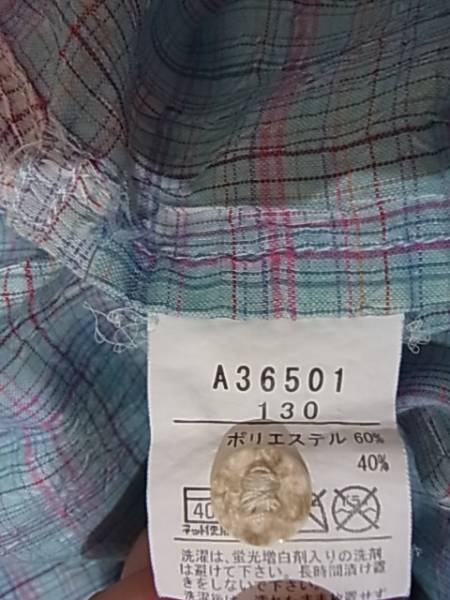 A36501
130
ポリエステル 60%
40%
40
ネット使用
洗濯は、蛍光増白剤入りの洗剤
は避けて下さい。長時間漬け置
きをしないで下さい。